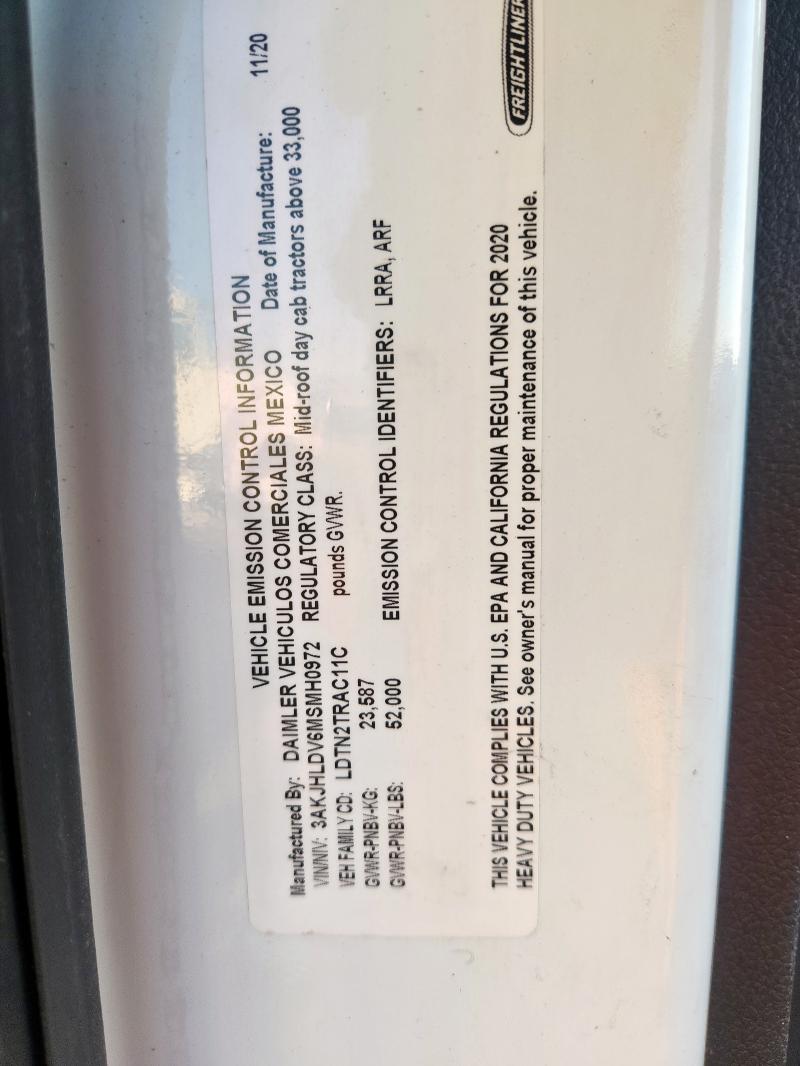 VEHICLE EMISSION CONTROL INFORMATION
Manufactured By: DAIMLER VEHICULOS COMERCIALES MEXICO Date of Manufacture: 11/20
VIN/NIV: 3AKJHLDV6MSMH0972 REGULATORY CLASS: Mid-roof day cab tractors above 33,000
VEH FAMILY CD: LDTN2TRAC11C pounds GVWR.
GVWR-PNBV-KG: 23,587
GVWR-PNBV-LBS: 52,000 EMISSION CONTROL IDENTIFIERS: LRRA, ARF
THIS VEHICLE COMPLIES WITH U.S. EPA AND CALIFORNIA REGULATIONS FOR 2020
HEAVY DUTY VEHICLES. See owner's manual for proper maintenance of this vehicle.
FREIGHTLINER